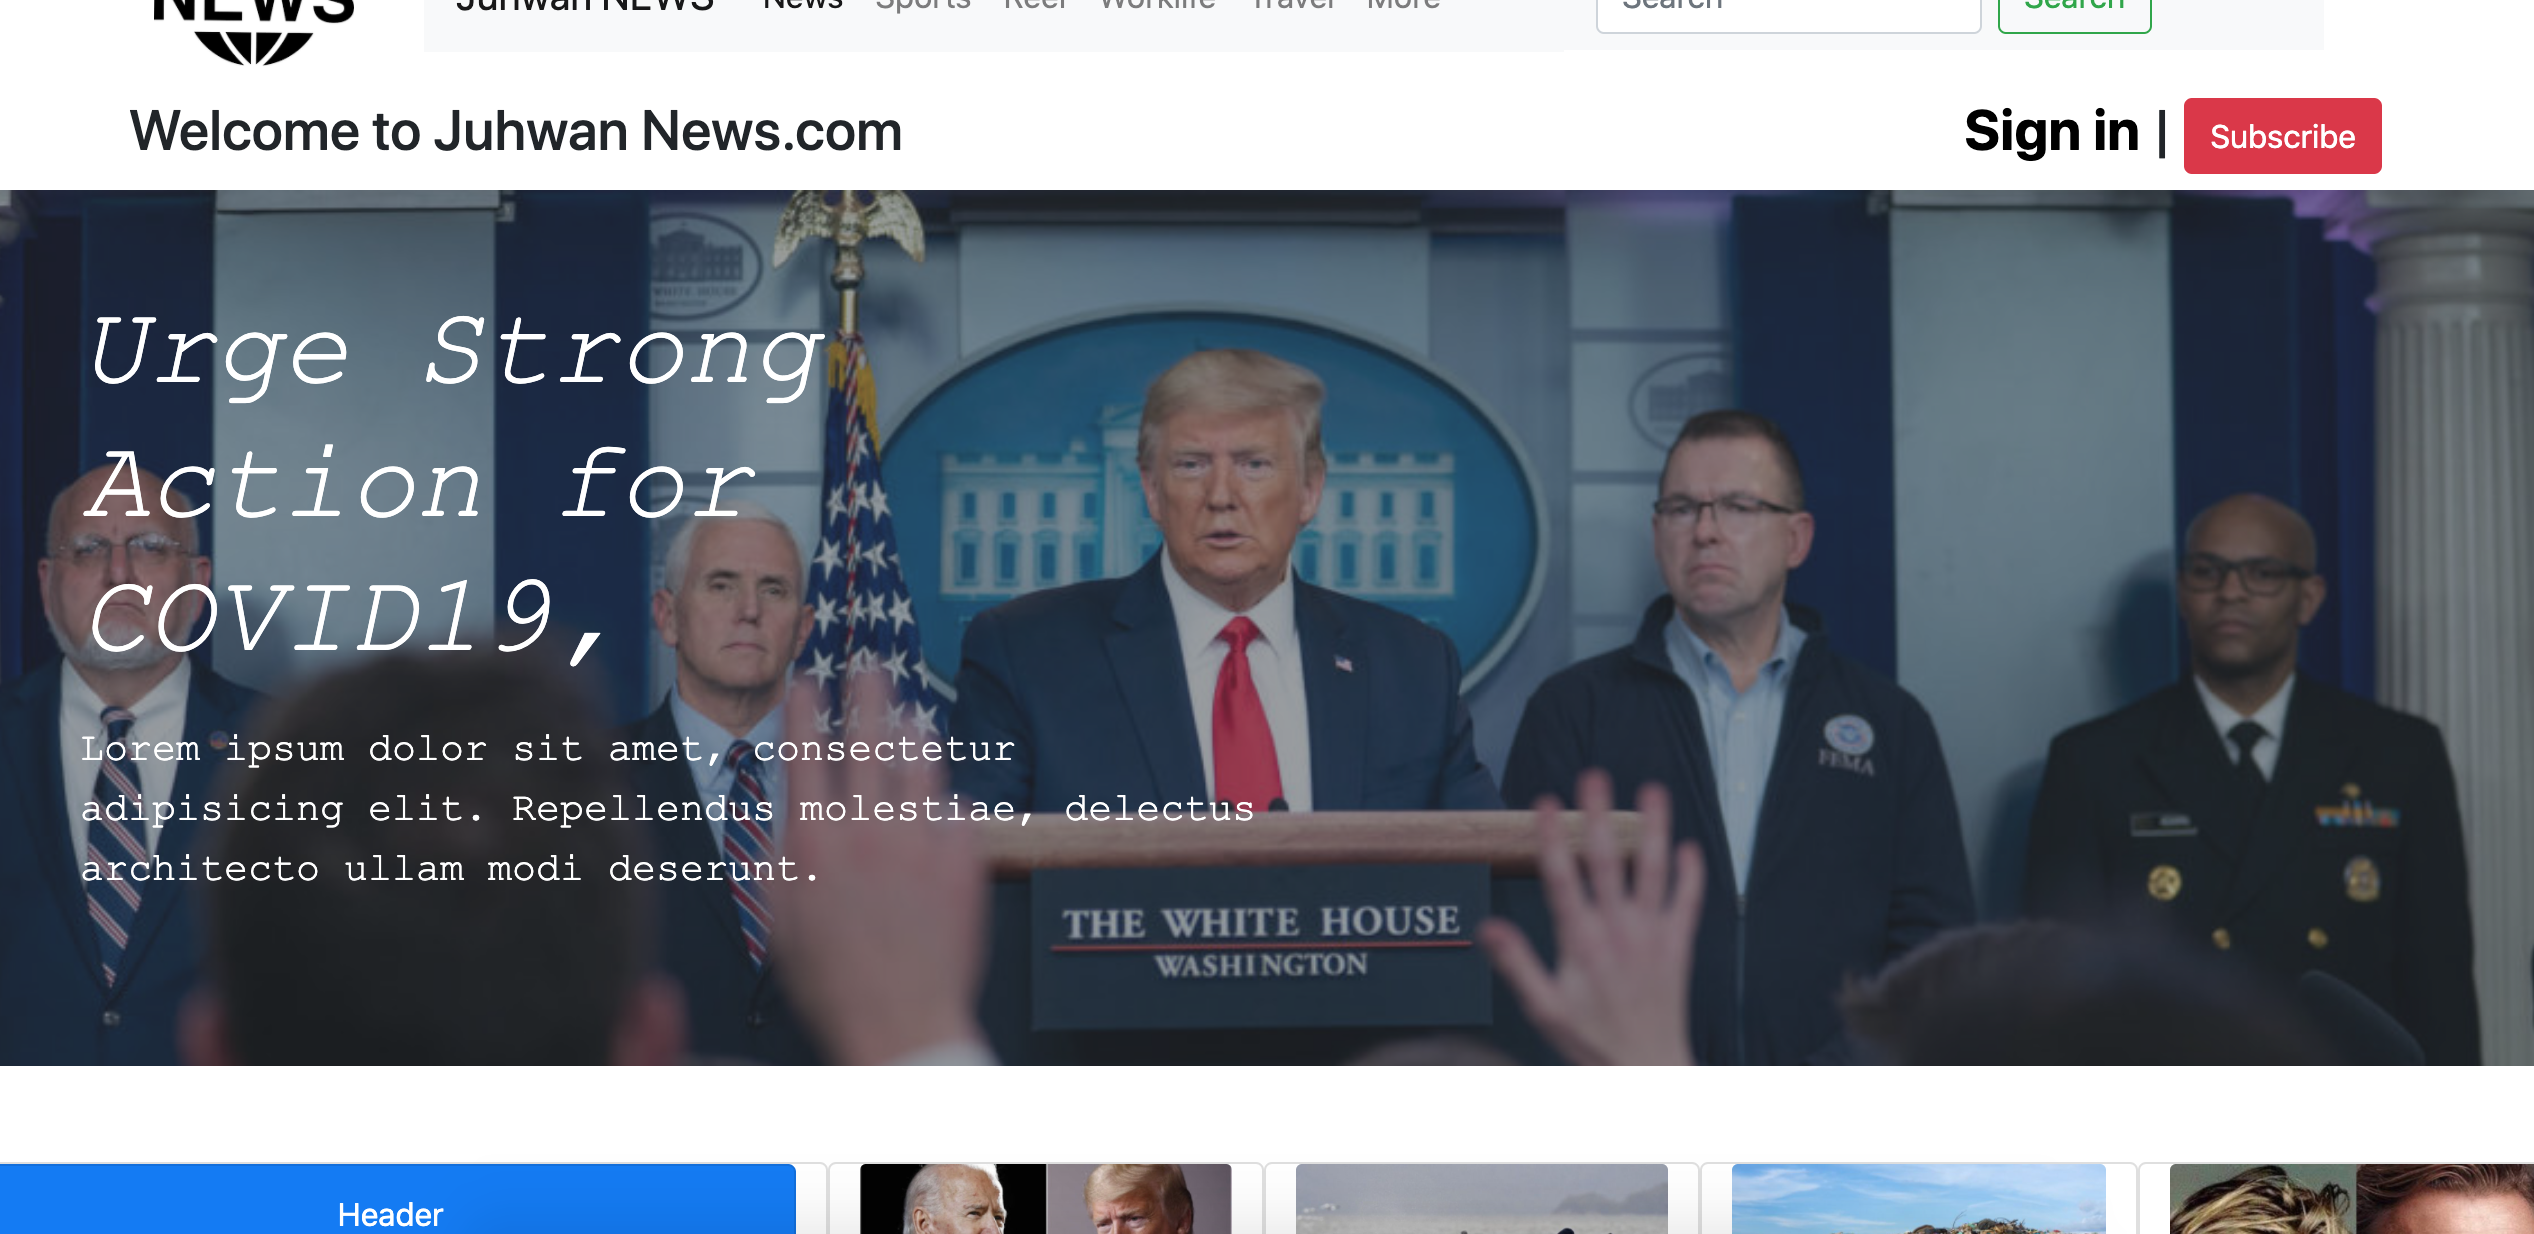 NEWS
Juhwan NEWS News Sports Reel Worklife Travel More Search Search
Welcome to Juhwan News.com
Sign in | Subscribe
WHITE HOUSE
Urge Strong
Action for
COVID19,
Lorem ipsum dolor sit amet, consectetur
adipisicing elit. Repellendus molestiae, delectus
architecto ullam modi deserunt.
FEMA
THE WHITE HOUSE
WASHINGTON
Header